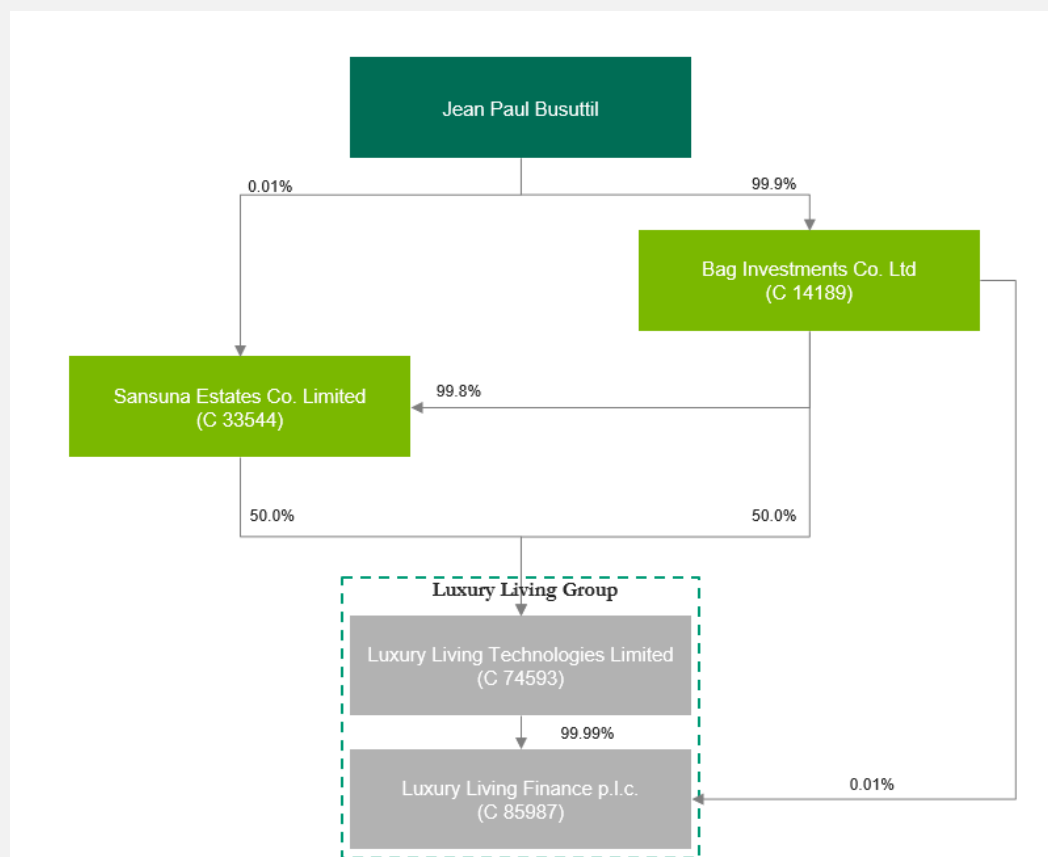 Jean Paul Busuttil
0.01%
99.9%
Bag Investments Co. Ltd
(C 14189)
Sansuna Estates Co. Limited
(C 33544)
99.8%
50.0%
50.0%
Luxury Living Group
Luxury Living Technologies Limited
(C 74593)
99.99%
Luxury Living Finance p.l.c.
(C 85987)
0.01%